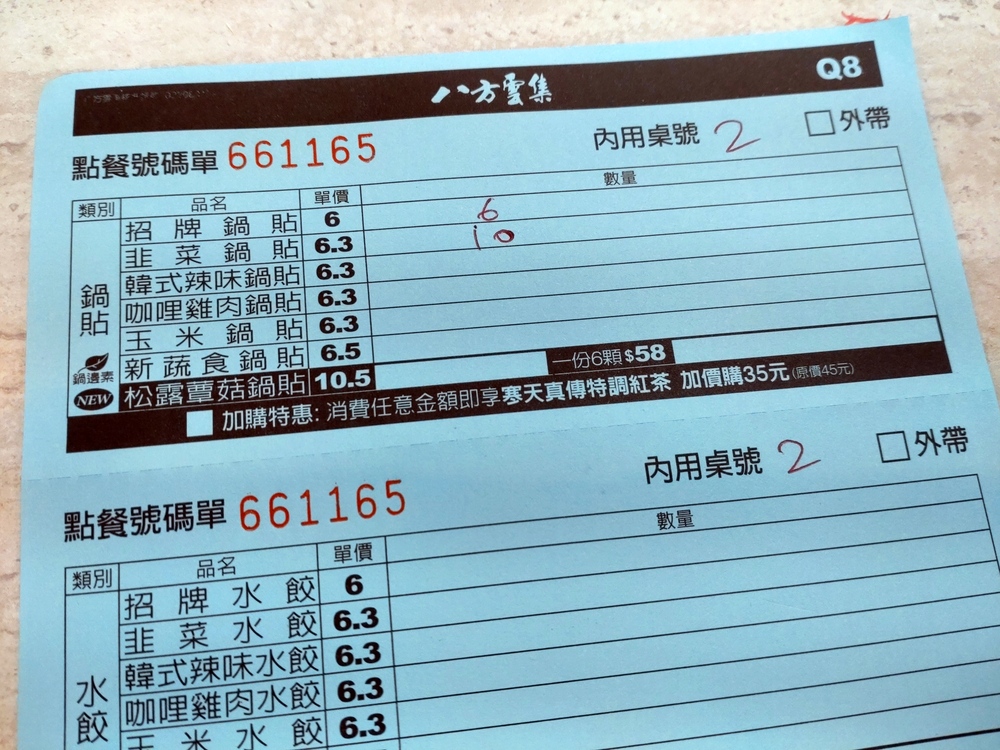 八方雲集 Q8
點餐號碼單 661165 內用桌號 2 □外帶
類別 品名 單價 數量
鍋貼
招牌鍋貼 6 6
韭菜鍋貼 6.3 10
韓式辣味鍋貼 6.3
咖哩雞肉鍋貼 6.3
玉米鍋貼 6.3
鍋邊素 新蔬食鍋貼 6.5
NEW 松露蕈菇鍋貼 10.5 一份6顆$58
□ 加購特惠: 消費任意金額即享寒天真傳特調紅茶 加價購35元(原價45元)
點餐號碼單 661165 內用桌號 2 □外帶
類別 品名 單價 數量
水餃
招牌水餃 6
韭菜水餃 6.3
韓式辣味水餃 6.3
咖哩雞肉水餃 6.3
玉米水餃 6.3